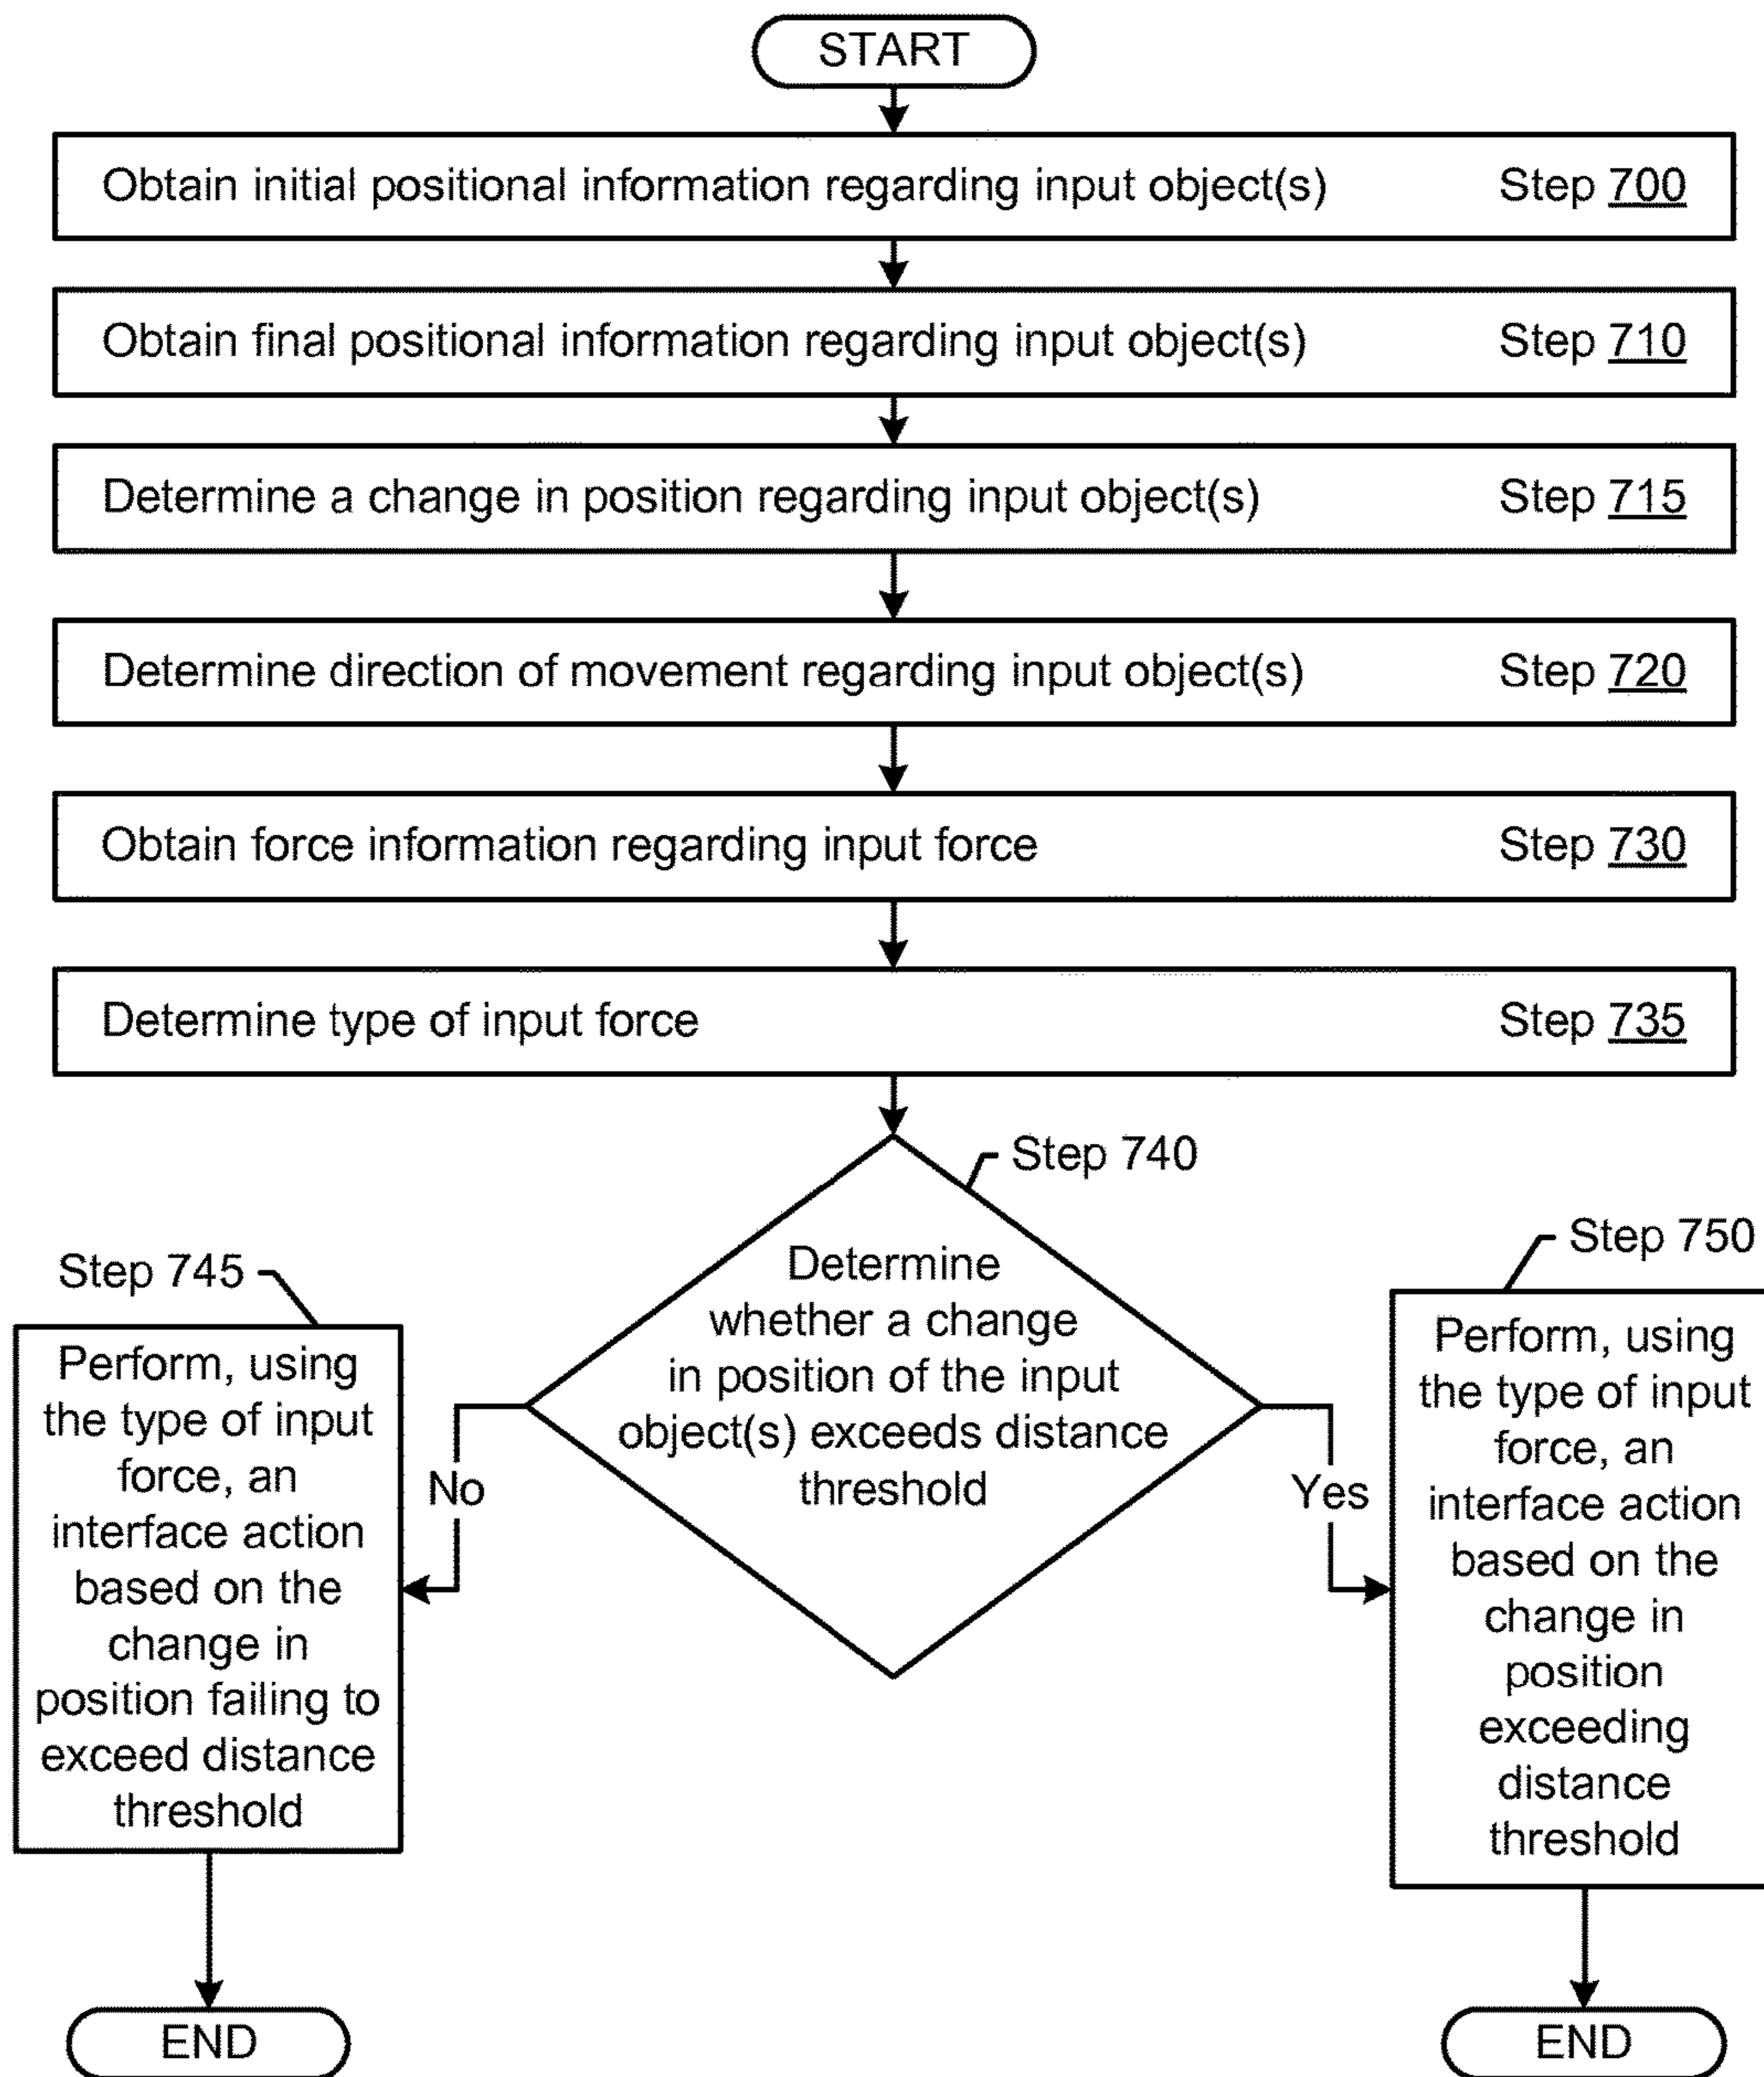 START
Obtain initial positional information regarding input object(s) Step 700
Obtain final positional information regarding input object(s) Step 710
Determine a change in position regarding input object(s) Step 715
Determine direction of movement regarding input object(s) Step 720
Obtain force information regarding input force Step 730
Determine type of input force Step 735
Step 740
Determine
whether a change
in position of the input
object(s) exceeds distance
threshold
Step 745
No
Perform, using
the type of input
force, an
interface action
based on the
change in
position failing to
exceed distance
threshold
END
Step 750
Yes
Perform, using
the type of input
force, an
interface action
based on the
change in
position
exceeding
distance
threshold
END